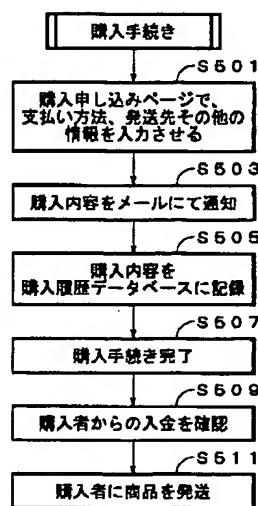 購入手続き
S501
購入申し込みページで、
支払い方法、発送先その他の
情報を入力させる
S503
購入内容をメールにて通知
S505
購入内容を
購入履歴データベースに記録
S507
購入手続き完了
S509
購入者からの入金を確認
S511
購入者に商品を発送